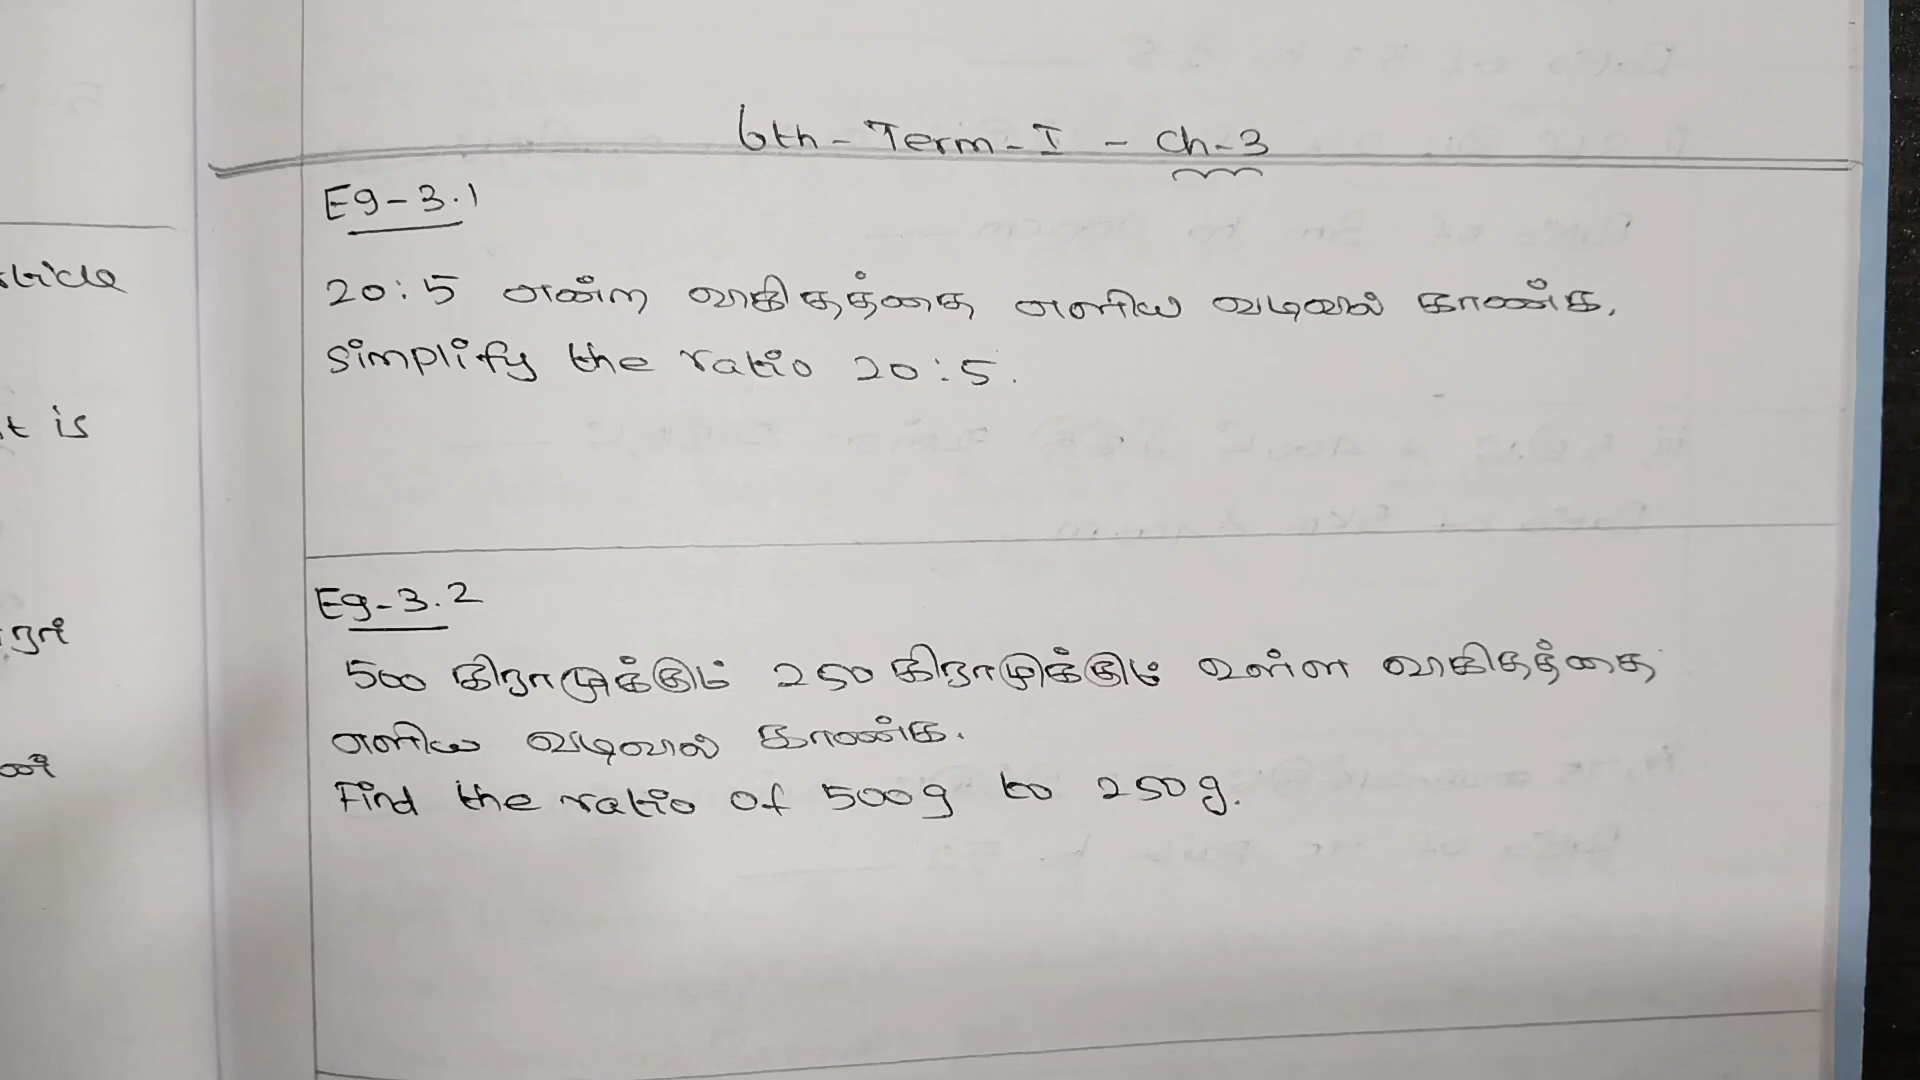 6th - Term - I - Ch-3
Eg-3.1
20:5 என்ற விகிதத்தை எளிய வடிவில் காண்க.
Simplify the ratio 20:5.
Eg-3.2
500 கிராமுக்கும் 250 கிராமுக்கும் உள்ள விகிதத்தை
எளிய வடிவில் காண்க.
Find the ratio of 500g to 250g.
t is